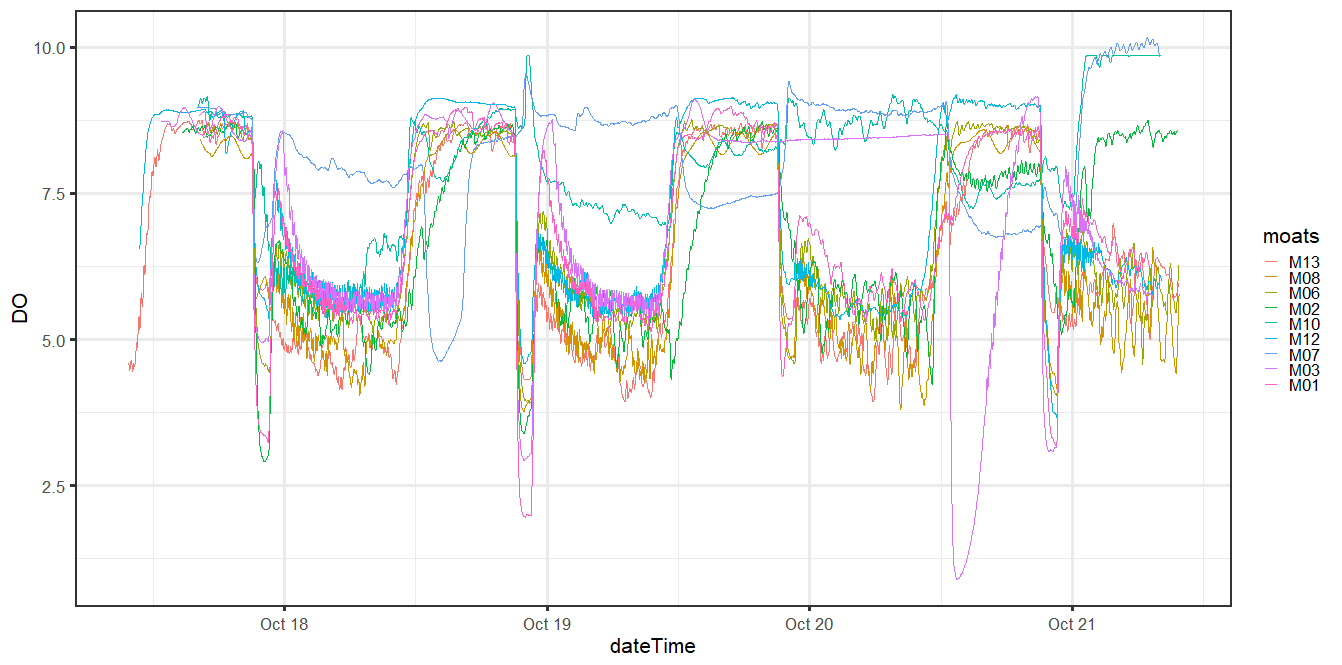 10.0
7.5
5.0
2.5
DO
Oct 18
Oct 19
Oct 20
Oct 21
dateTime
moats
M13
M08
M06
M02
M10
M12
M07
M03
M01